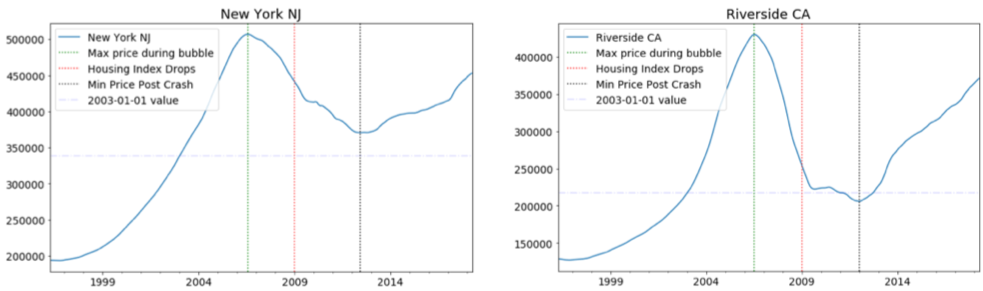 New York NJ
500000
450000
400000
350000
300000
250000
200000
New York NJ
Max price during bubble
Housing Index Drops
Min Price Post Crash
2003-01-01 value
1999
2004
2009
2014
Riverside CA
400000
350000
300000
250000
200000
150000
Riverside CA
Max price during bubble
Housing Index Drops
Min Price Post Crash
2003-01-01 value
1999
2004
2009
2014